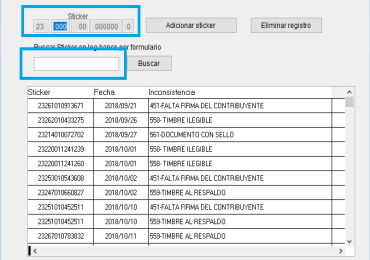 Sticker
23 000 00 000000 0 Adicionar sticker Eliminar registro
Buscar Sticker en log banco por formulario
Buscar
Sticker Fecha Inconsistencia
23261010913671 2018/09/21 451-FALTA FIRMA DEL CONTRIBUYENTE
23262010433275 2018/09/26 558- TIMBRE ILEGIBLE
23214010072702 2018/09/27 561-DOCUMENTO CON SELLO
23220011241239 2018/10/01 558- TIMBRE ILEGIBLE
23220011241260 2018/10/01 558- TIMBRE ILEGIBLE
23253010543608 2018/10/02 451-FALTA FIRMA DEL CONTRIBUYENTE
23247010660827 2018/10/02 559-TIMBRE AL RESPALDO
23251010452511 2018/10/10 451-FALTA FIRMA DEL CONTRIBUYENTE
23251010452511 2018/10/10 559-TIMBRE AL RESPALDO
23267010783832 2018/10/11 559-TIMBRE AL RESPALDO